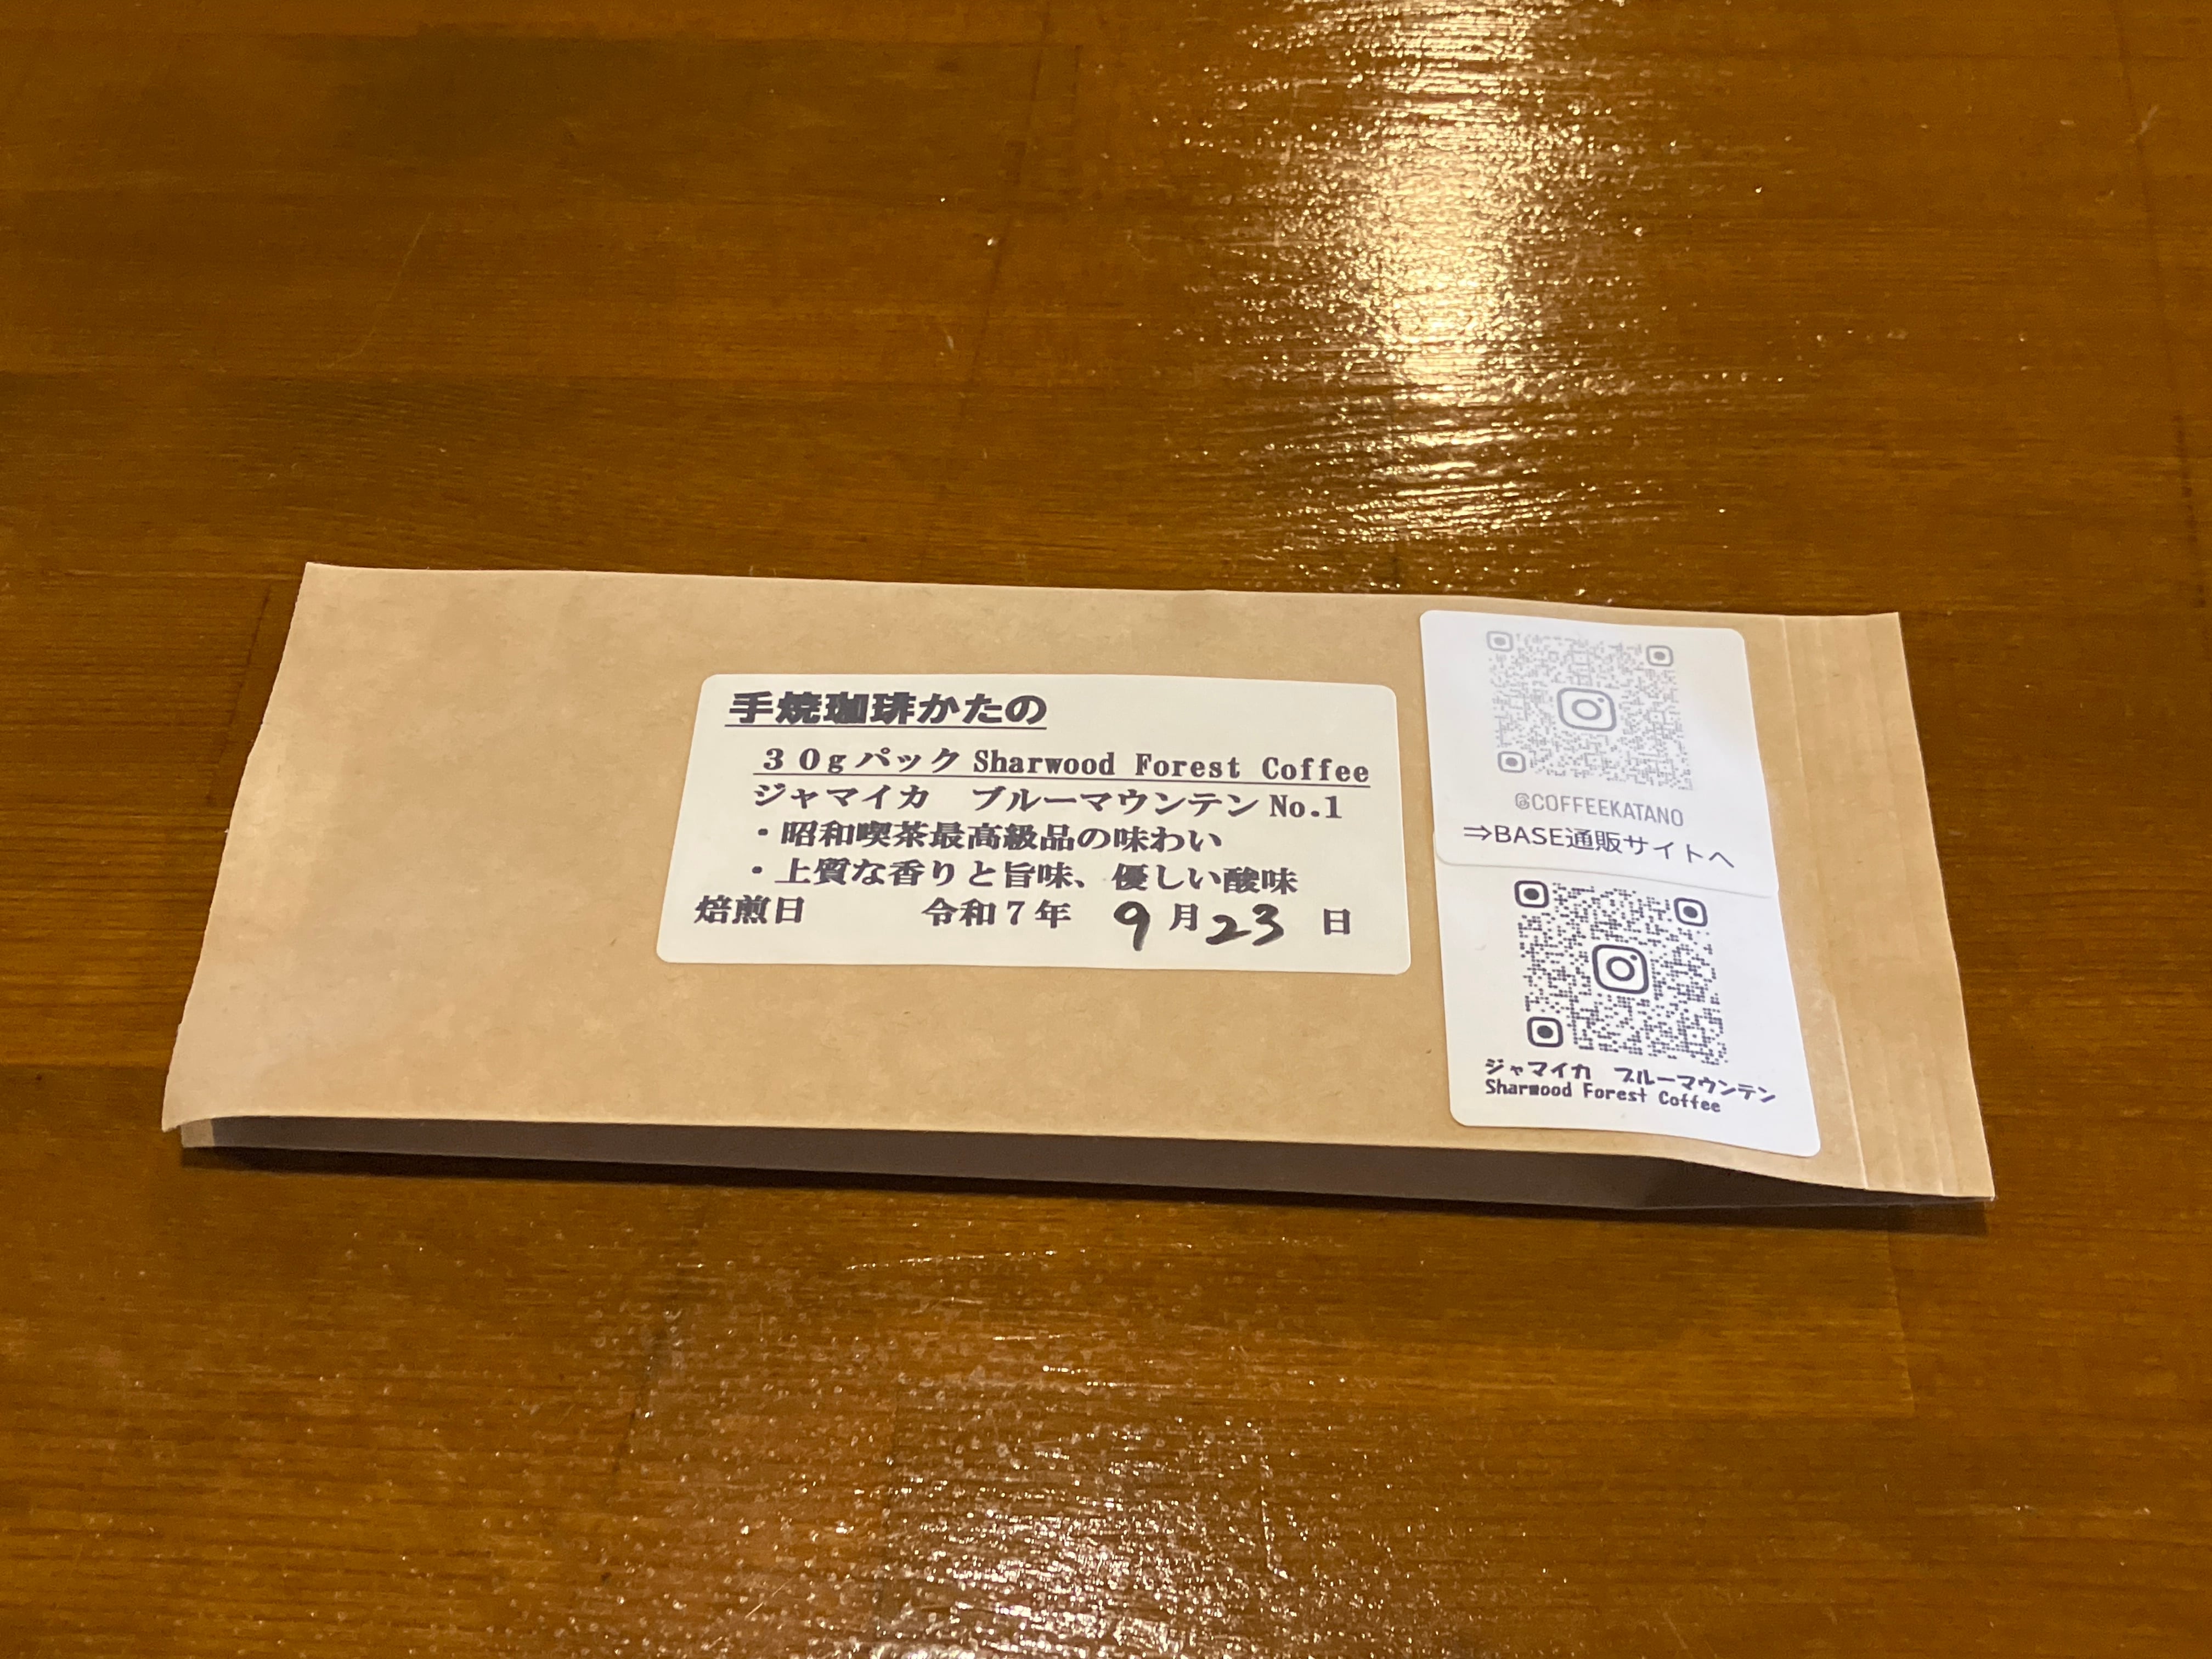 手焼珈琲かたの
30gパック Sharwood Forest Coffee
ジャマイカ　ブルーマウンテン No.1
・昭和喫茶最高級品の味わい
・上質な香りと旨味、優しい酸味
焙煎日　令和7年 9月23日
@COFFEEKATANO
⇒BASE通販サイトへ
ジャマイカ　ブルーマウンテン
Sharwood Forest Coffee